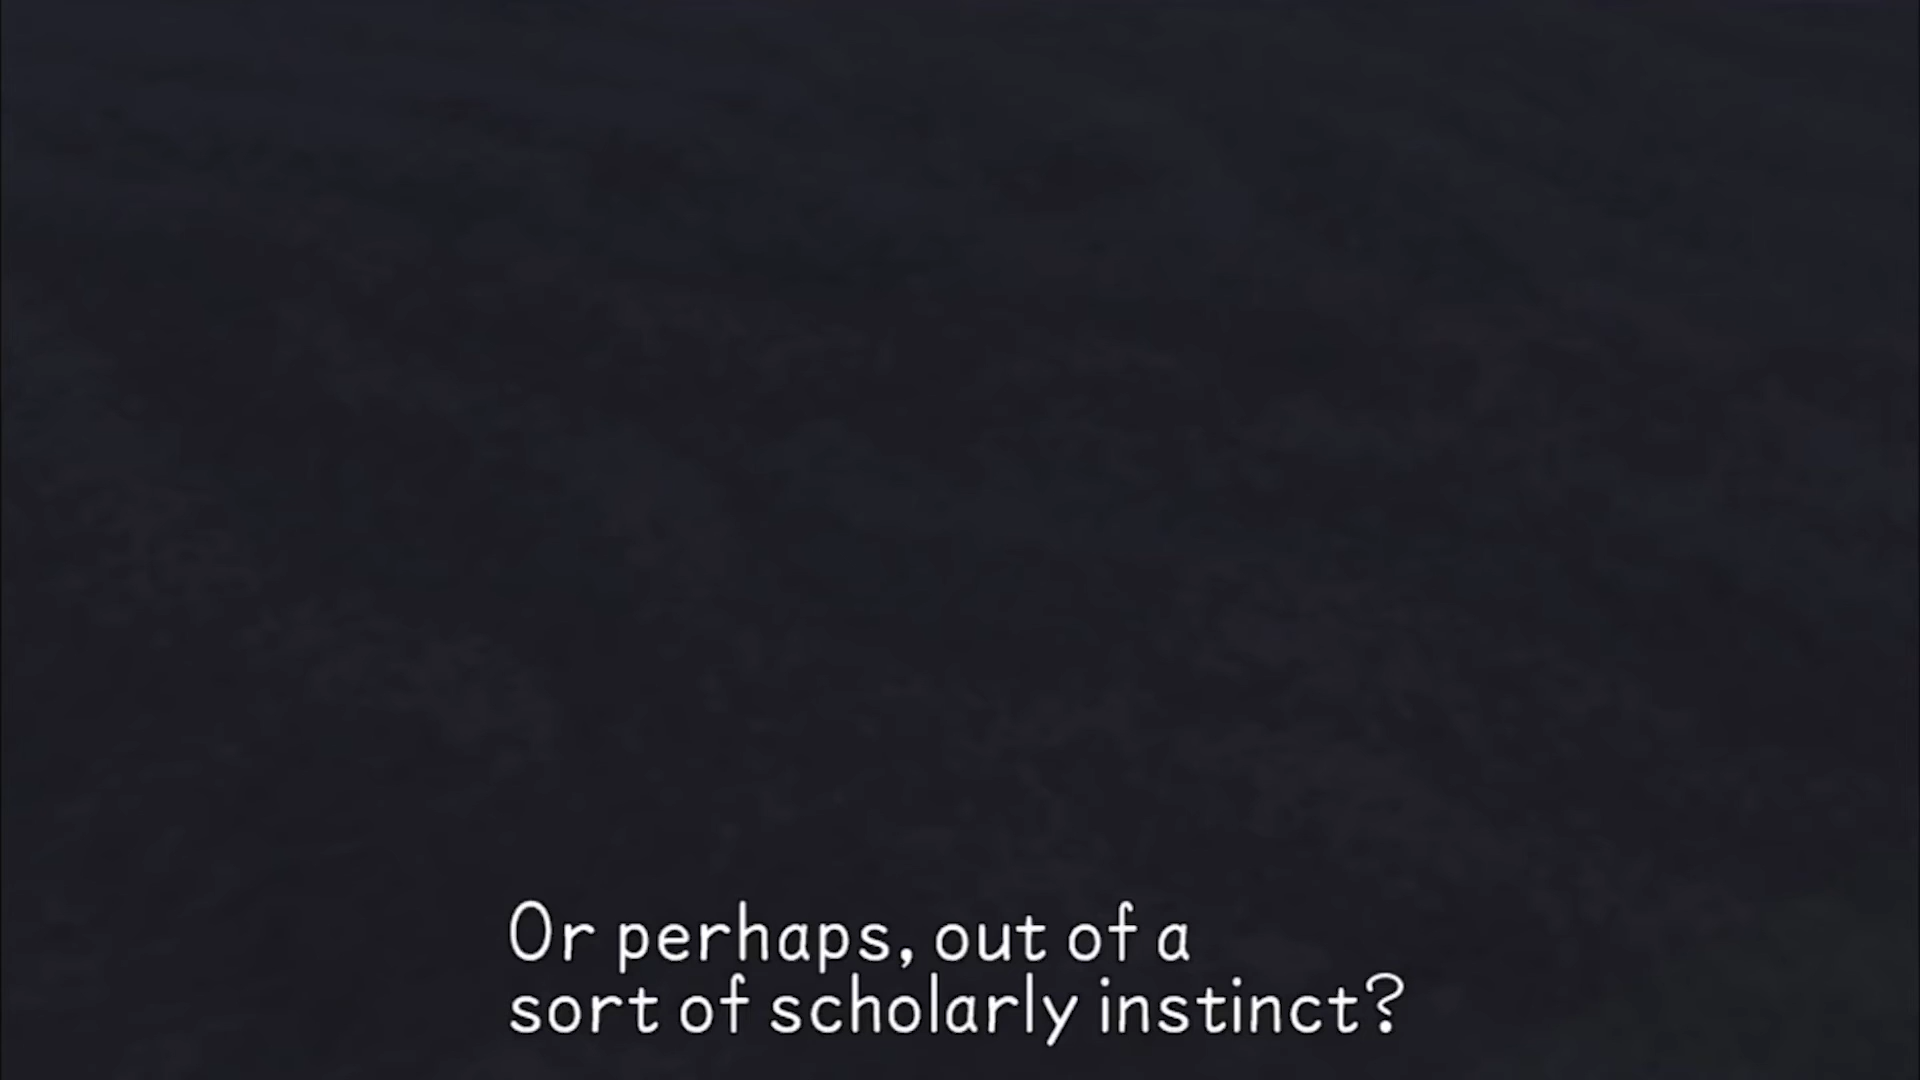 Or perhaps, out of a
sort of scholarly instinct?